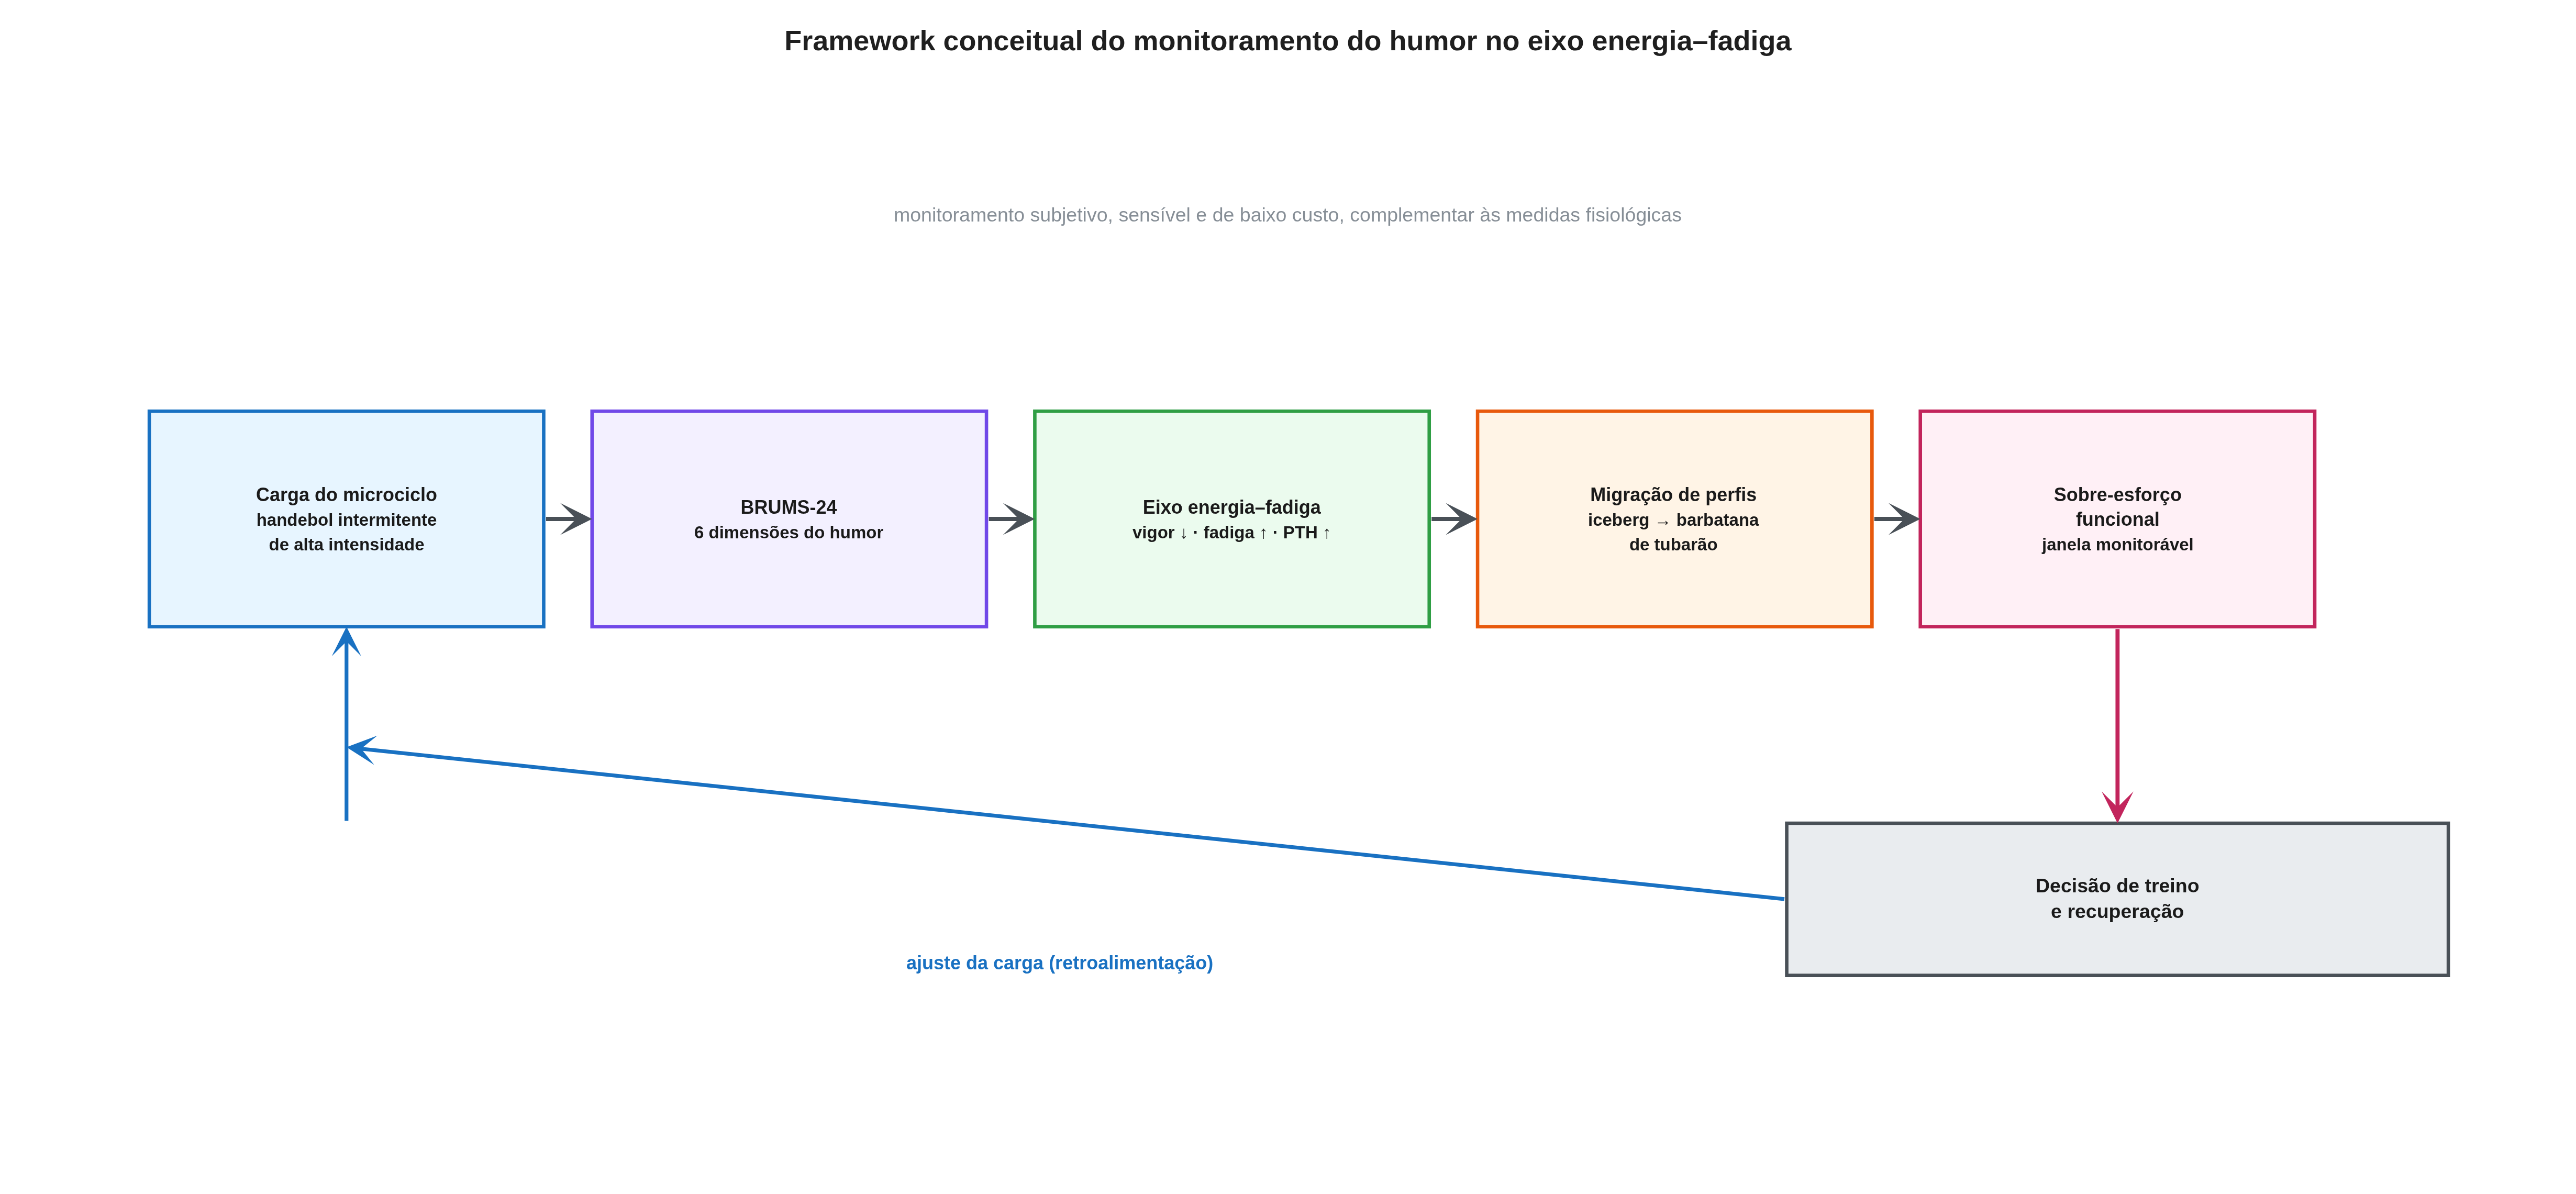 Framework conceitual do monitoramento do humor no eixo energia–fadiga
monitoramento subjetivo, sensível e de baixo custo, complementar às medidas fisiológicas
Carga do microciclo
handebol intermitente
de alta intensidade
BRUMS-24
6 dimensões do humor
Eixo energia–fadiga
vigor ↓ · fadiga ↑ · PTH ↑
Migração de perfis
iceberg → barbatana
de tubarão
Sobre-esforço
funcional
janela monitorável
Decisão de treino
e recuperação
ajuste da carga (retroalimentação)